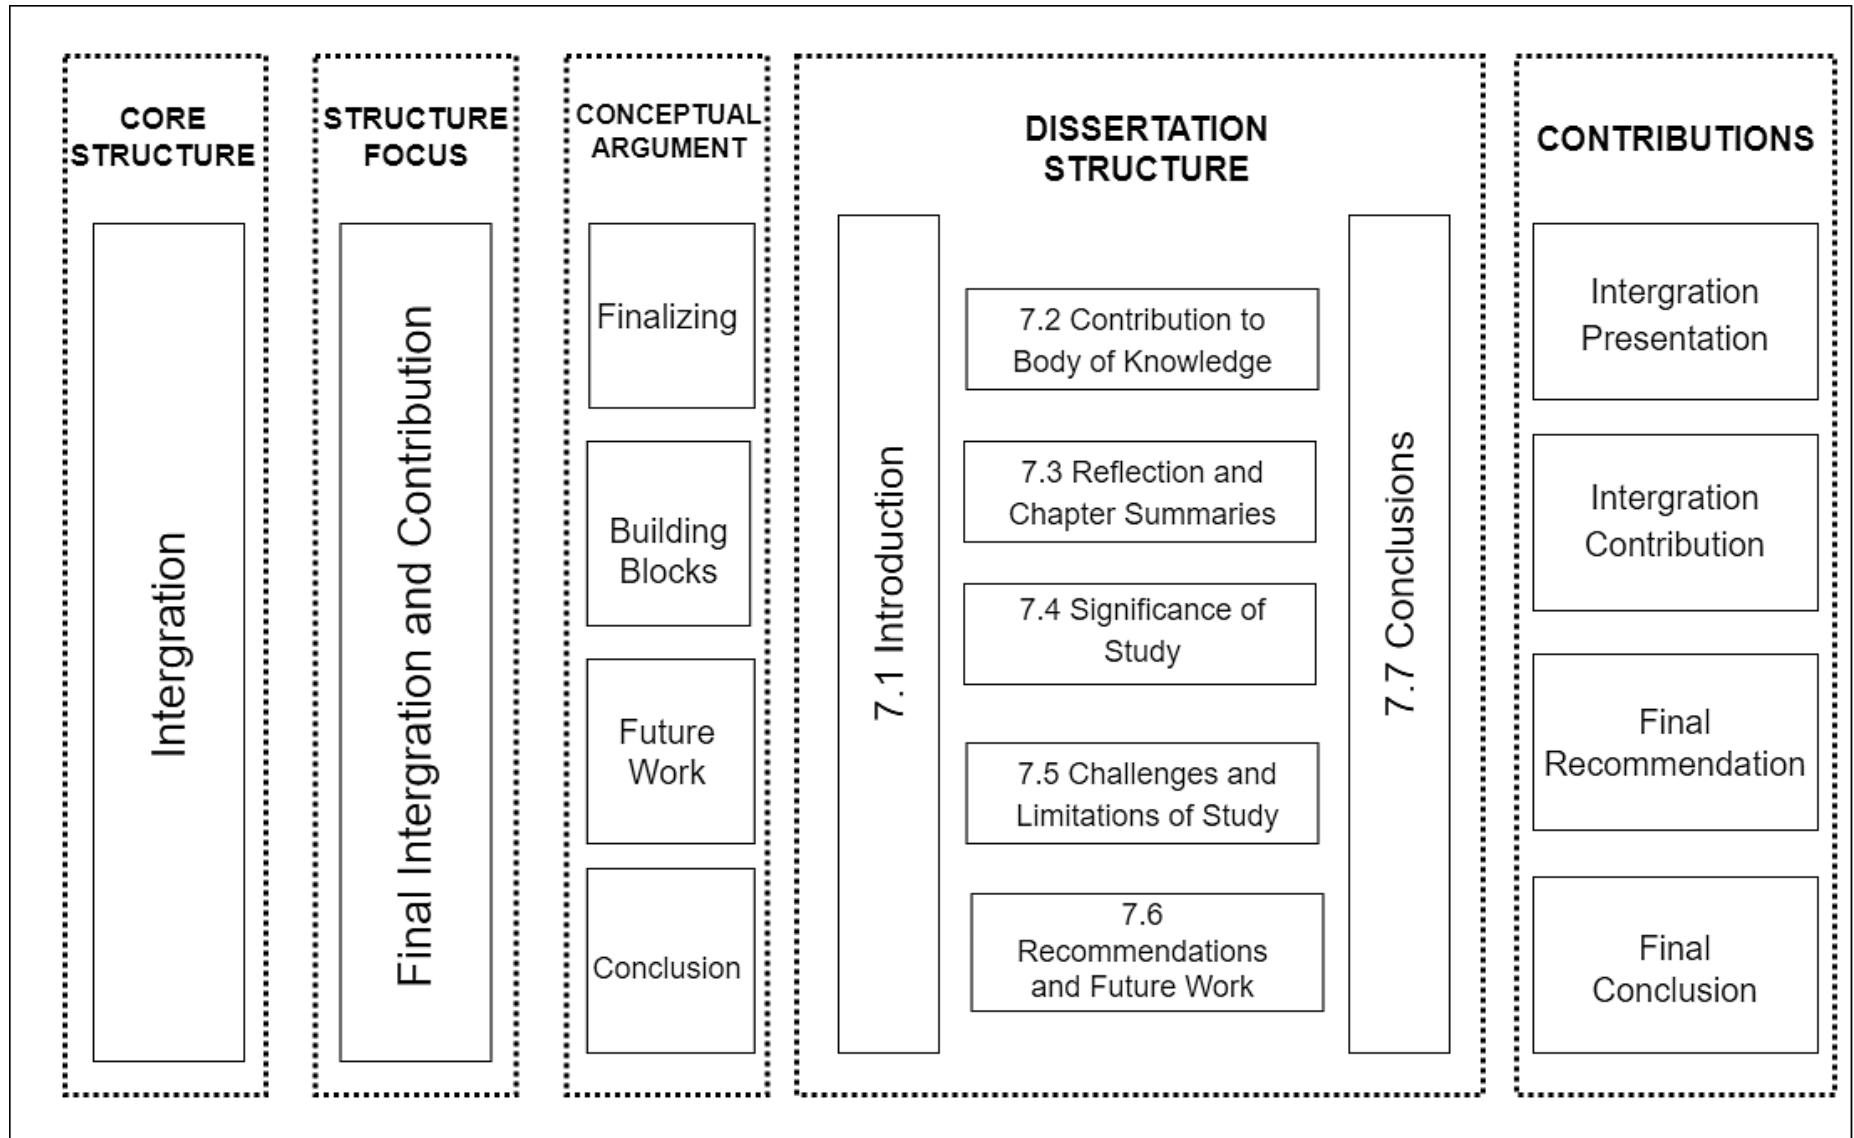 CORE
STRUCTURE
Intergration
STRUCTURE
FOCUS
Final Intergration and Contribution
CONCEPTUAL
ARGUMENT
Finalizing
Building
Blocks
Future
Work
Conclusion
DISSERTATION
STRUCTURE
7.1 Introduction
7.2 Contribution to
Body of Knowledge
7.3 Reflection and
Chapter Summaries
7.4 Significance of
Study
7.5 Challenges and
Limitations of Study
7.6
Recommendations
and Future Work
7.7 Conclusions
CONTRIBUTIONS
Intergration
Presentation
Intergration
Contribution
Final
Recommendation
Final
Conclusion